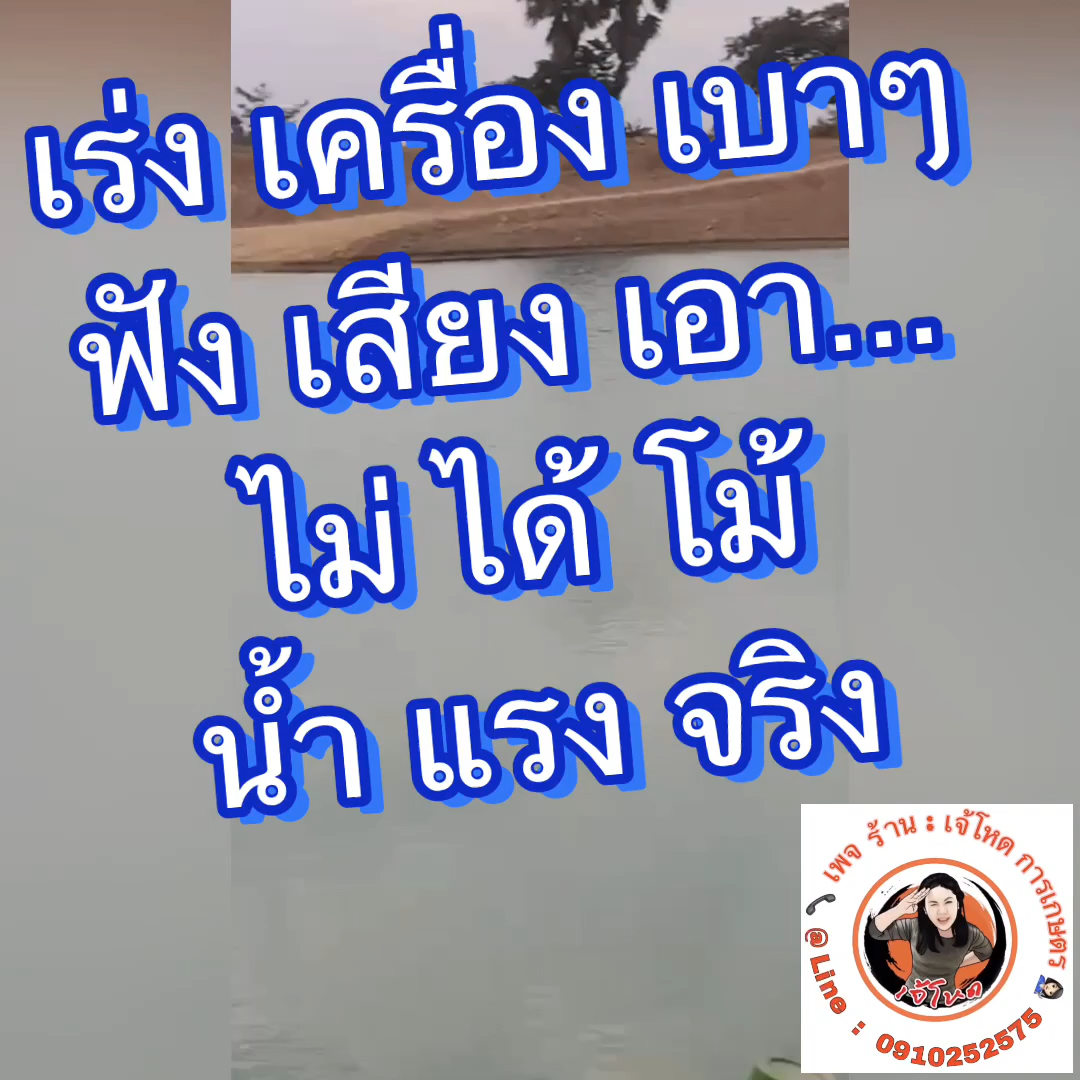 เร่ง เครื่อง เบาๆ
ฟัง เสียง เอา...
ไม่ ได้ โม้
น้ำ แรง จริง
เพจ ร้าน : เจ้โหด การเกษตร
เจ้โหด
@Line : 0910252575